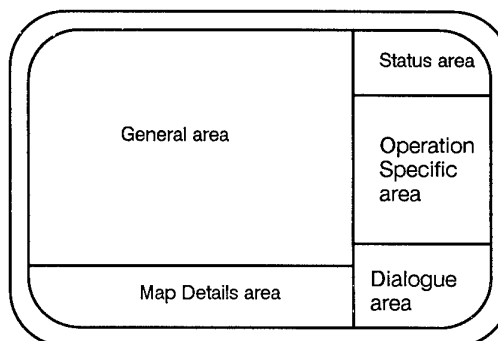 Status area
General area
Operation
Specific
area
Map Details area
Dialogue
area